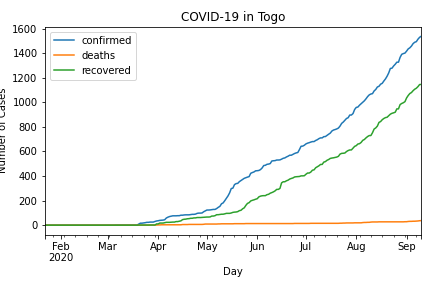 COVID-19 in Togo
1600
1400
1200
1000
800
600
400
200
0
Number of Cases
confirmed
deaths
recovered
Feb
2020
Mar
Apr
May
Jun
Jul
Aug
Sep
Day